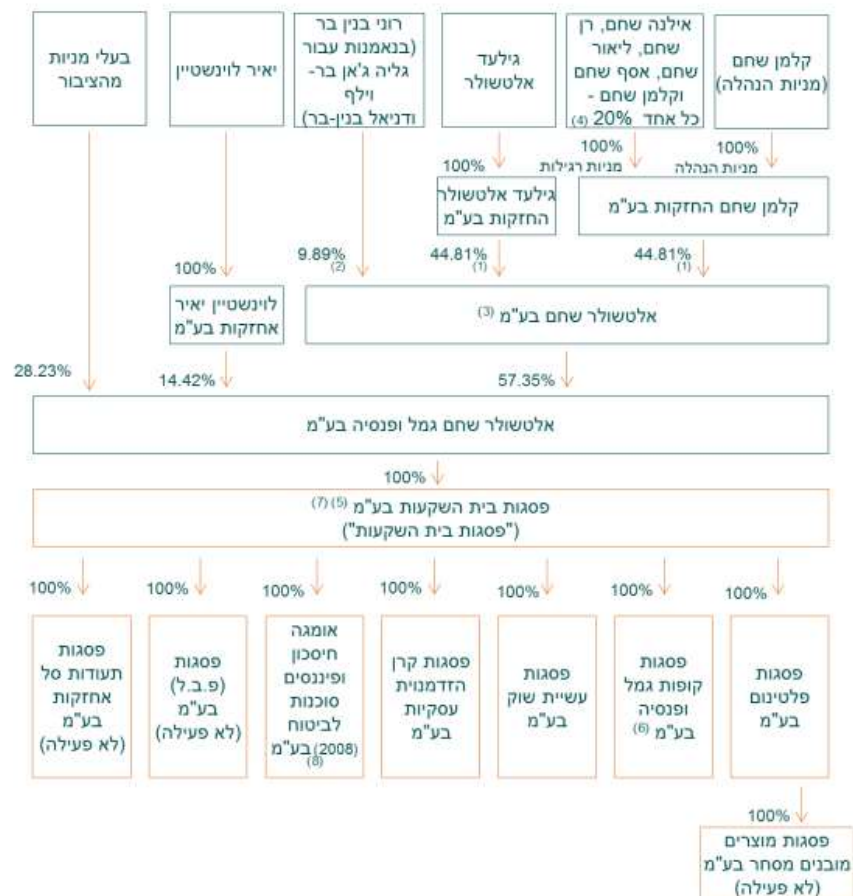 קלמן שחם
(מניות הנהלה)
אילנה שחם, רן
שחם, ליאור
שחם, אסף שחם
וקלמן שחם -
כל אחד 20% (4)
גילעד
אלטשולר
רוני בנין בר
(בנאמנות עבור
גליה ג'אן בר-
וילף
ודניאל בנין-בר)
יאיר לוינשטיין
בעלי מניות
מהציבור
100%
מניות הנהלה
100%
מניות רגילות
100%
קלמן שחם החזקות בע"מ
גילעד אלטשולר
החזקות בע"מ
44.81%
(1)
44.81%
(1)
9.89%
(2)
100%
אלטשולר שחם בע"מ (3)
לוינשטיין יאיר
אחזקות בע"מ
57.35%
14.42%
28.23%
אלטשולר שחם גמל ופנסיה בע"מ
100%
פסגות בית השקעות בע"מ (5) (7)
("פסגות בית השקעות")
100%
100%
100%
100%
100%
100%
100%
פסגות
פלטינום
בע"מ
פסגות
קופות גמל
ופנסיה
בע"מ (6)
פסגות
עשיית שוק
בע"מ
פסגות קרן
הזדמנוית
עסקיות
בע"מ
אומגה
חיסכון
ופיננסים
סוכנות
לביטוח
(2008) בע"מ
(8)
פסגות
(פ.ב.ל)
בע"מ
(לא פעילה)
פסגות
תעודות סל
אחזקות
בע"מ
(לא פעילה)
100%
פסגות מוצרים
מובנים מסחר בע"מ
(לא פעילה)